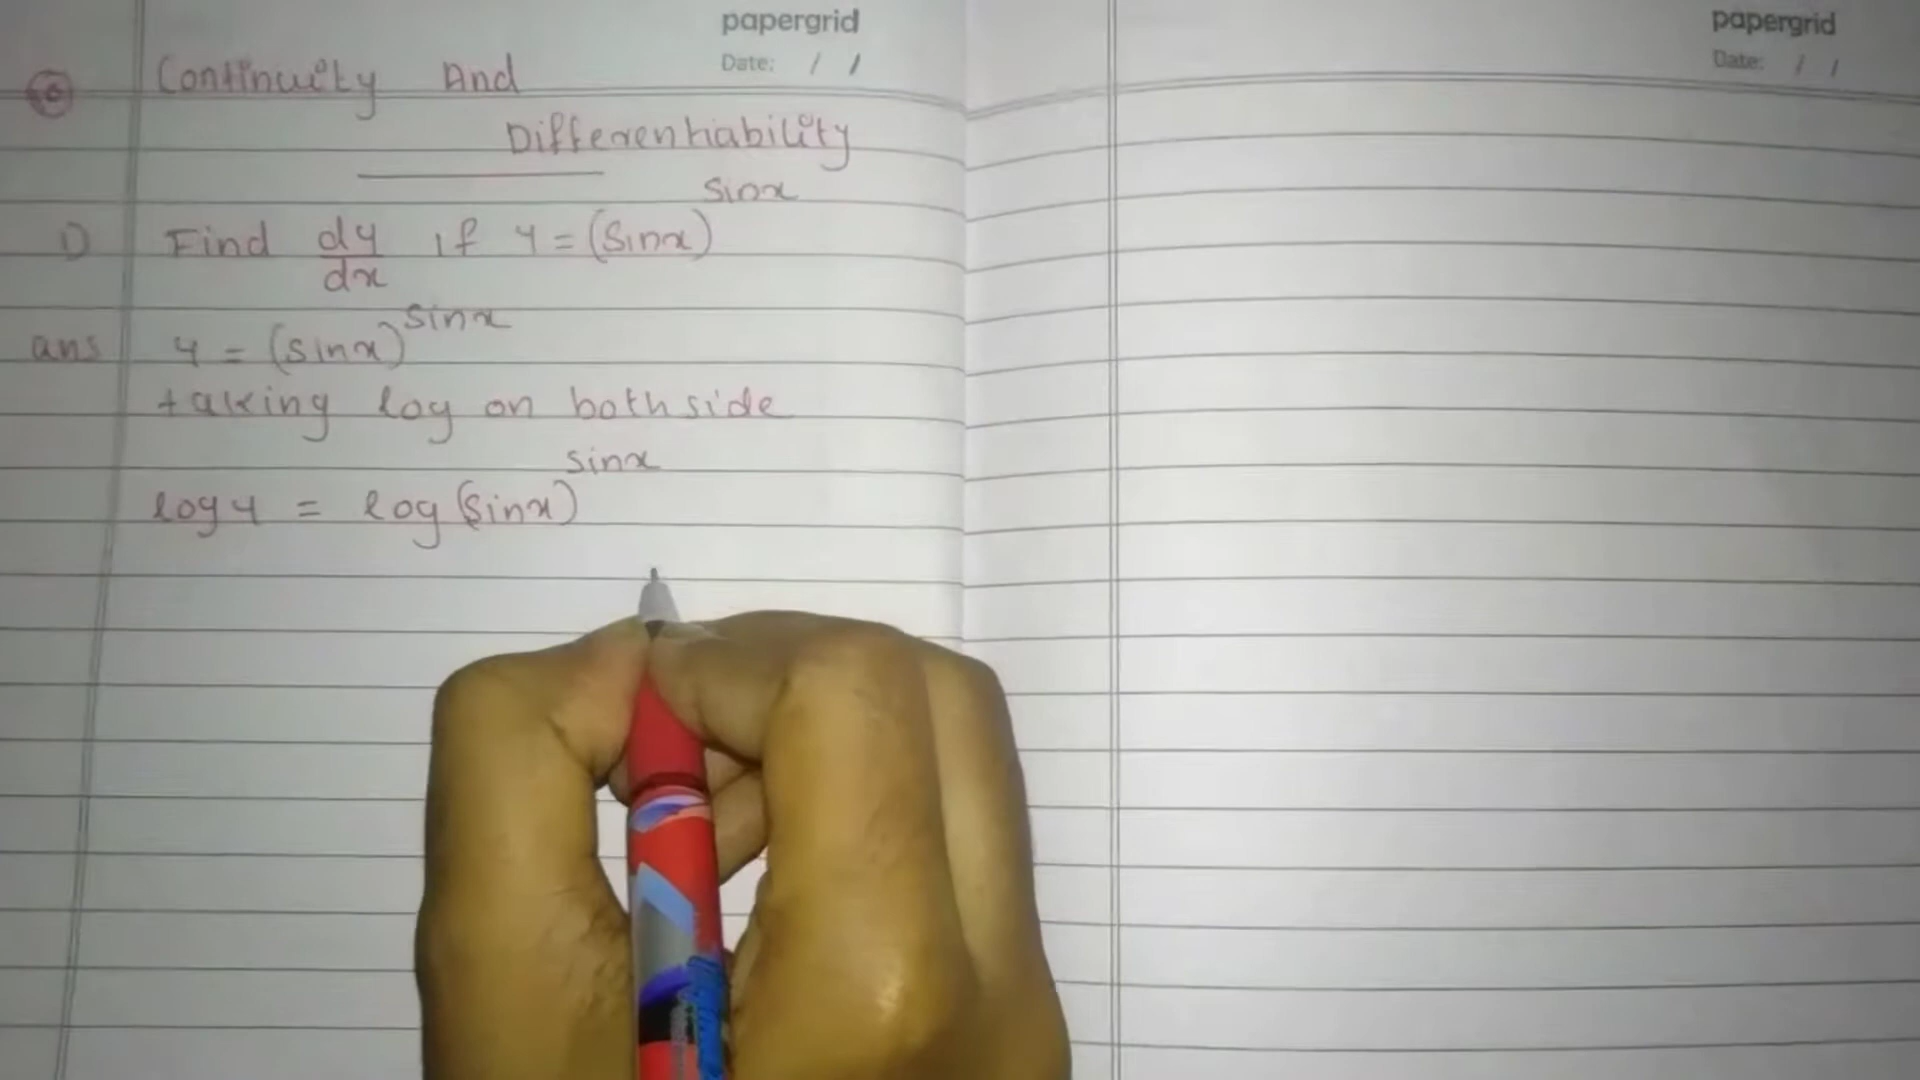 papergrid
Date: / /
papergrid
Date: / /
6 Continuity And
Differentiability
1) Find dy/dx if y = (Sinx)^sinx
ans y = (sinx)^sinx
taking log on both side
log y = log (sinx)^sinx